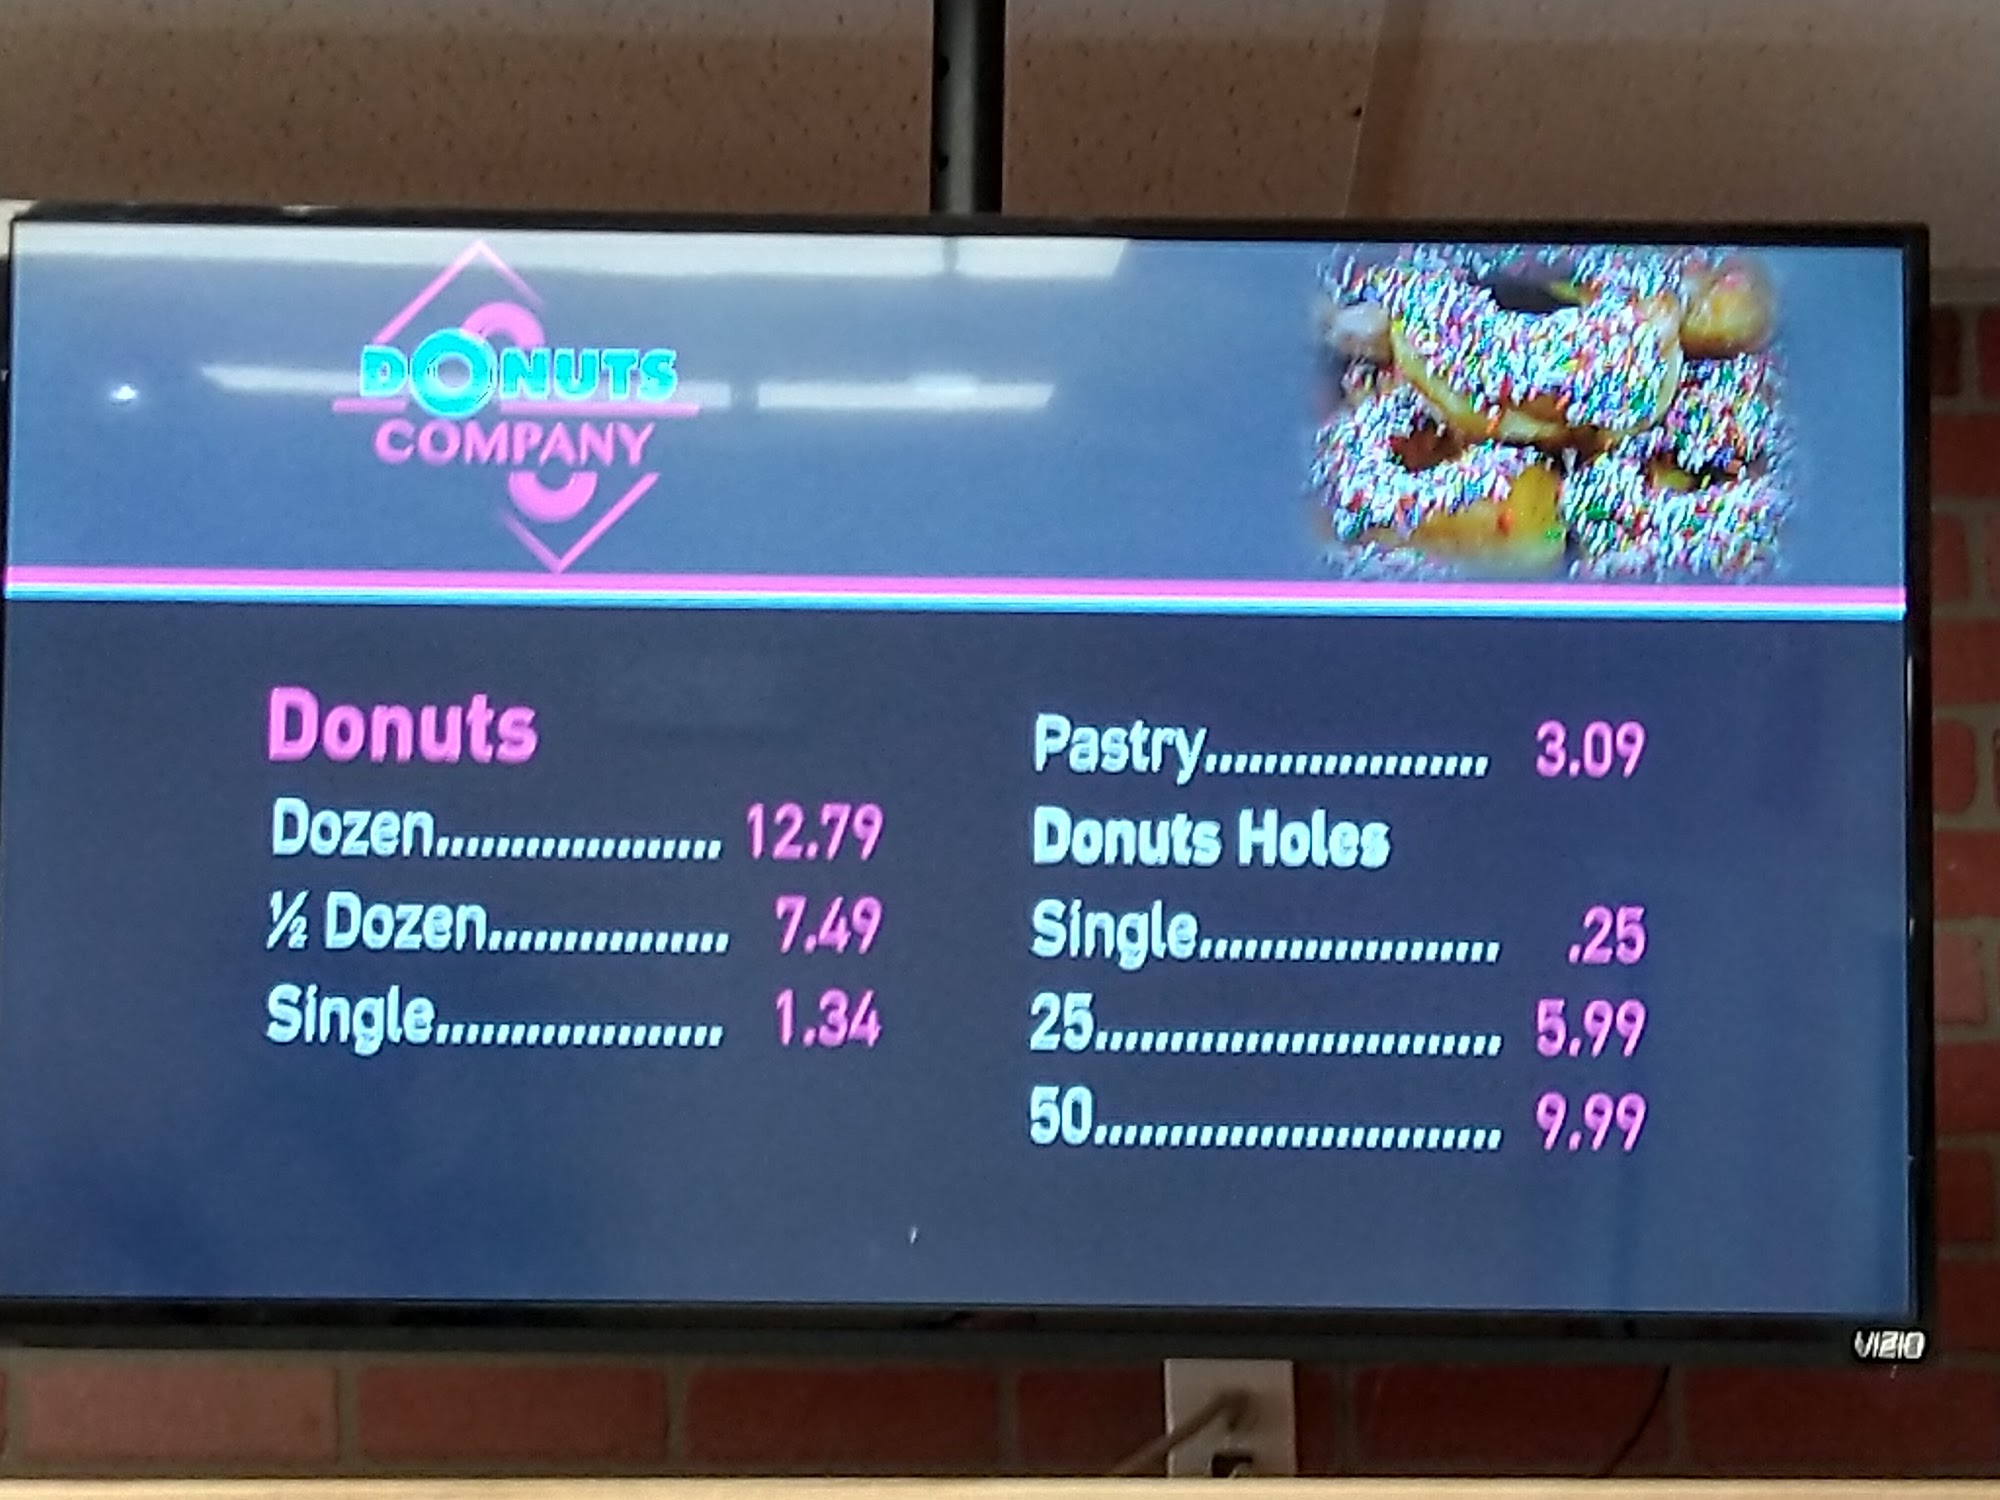 DONUTS
COMPANY
Donuts
Dozen................... 12.79
½ Dozen................ 7.49
Single................... 1.34
Pastry................... 3.09
Donuts Holes
Single.................... .25
25........................... 5.99
50........................... 9.99
VIZIO